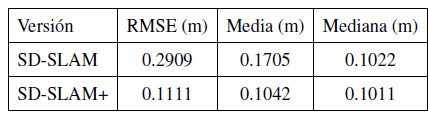 Versión RMSE (m) Media (m) Mediana (m)
SD-SLAM 0.2909 0.1705 0.1022
SD-SLAM+ 0.1111 0.1042 0.1011